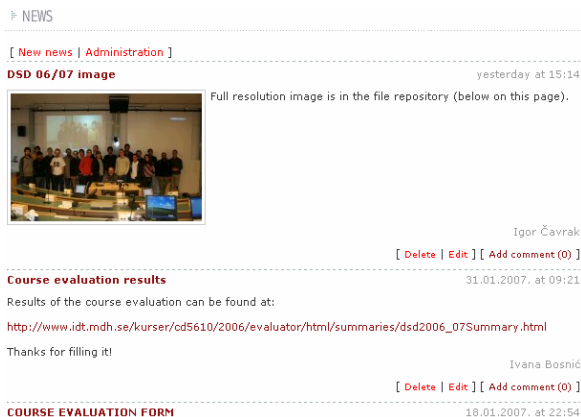 NEWS
[ New news | Administration ]
DSD 06/07 image yesterday at 15:14
Full resolution image is in the file repository (below on this page).
Igor Čavrak
[ Delete | Edit ] [ Add comment (0) ]
Course evaluation results 31.01.2007. at 09:21
Results of the course evaluation can be found at:
http://www.idt.mdh.se/kurser/cd5610/2006/evaluator/html/summaries/dsd2006_07Summary.html
Thanks for filling it!
Ivana Bosnić
[ Delete | Edit ] [ Add comment (0) ]
COURSE EVALUATION FORM 18.01.2007. at 22:54